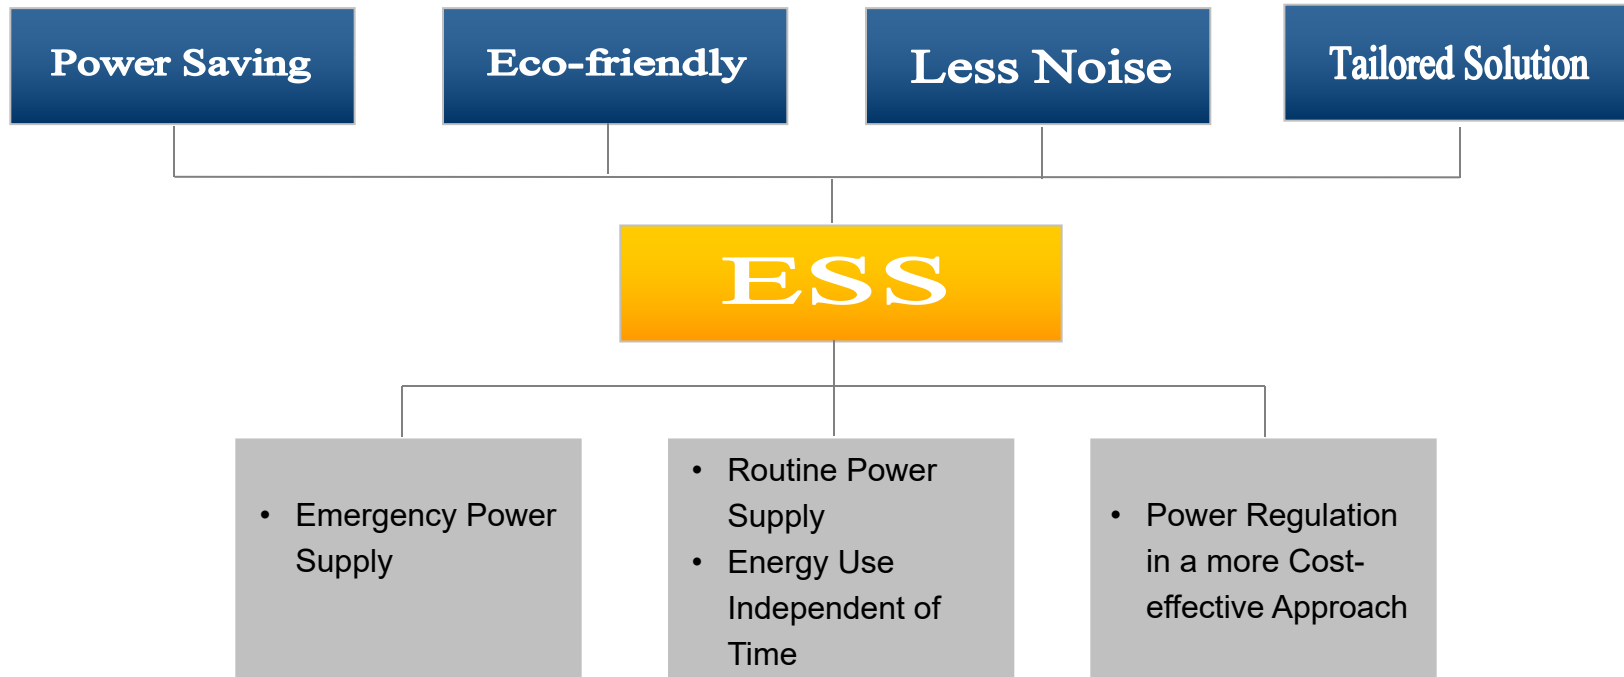 Power Saving
Eco-friendly
Less Noise
Tailored Solution
ESS
• Emergency Power
Supply
• Routine Power
Supply
• Energy Use
Independent of
Time
• Power Regulation
in a more Cost-
effective Approach